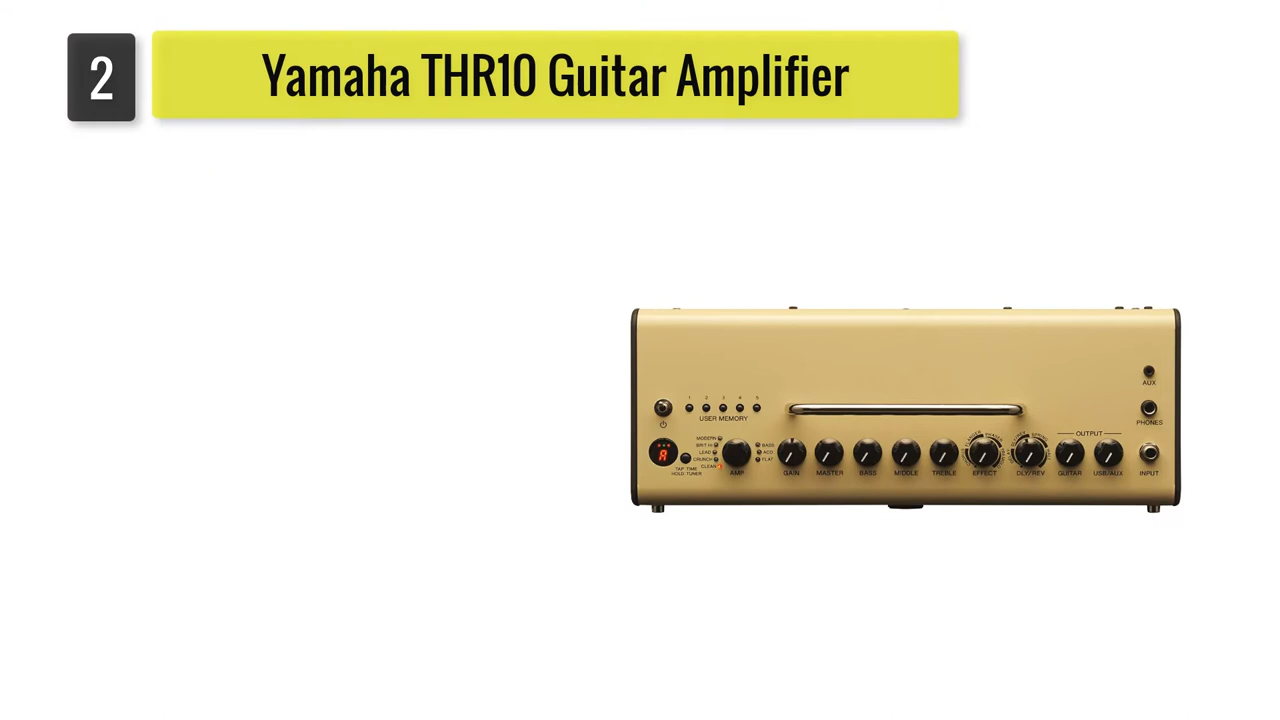 2
Yamaha THR10 Guitar Amplifier
AUX
1 2 3 4 5
USER MEMORY
PHONES
MODERN
BRIT HI
LEAD
CRUNCH
CLEAN
BASS
ACO
FLAT
A
TAP TIME
HOLD: TUNER
AMP
GAIN
MASTER
BASS
MIDDLE
TREBLE
EFFECT
DLY/REV
OUTPUT
GUITAR
USB/AUX
INPUT